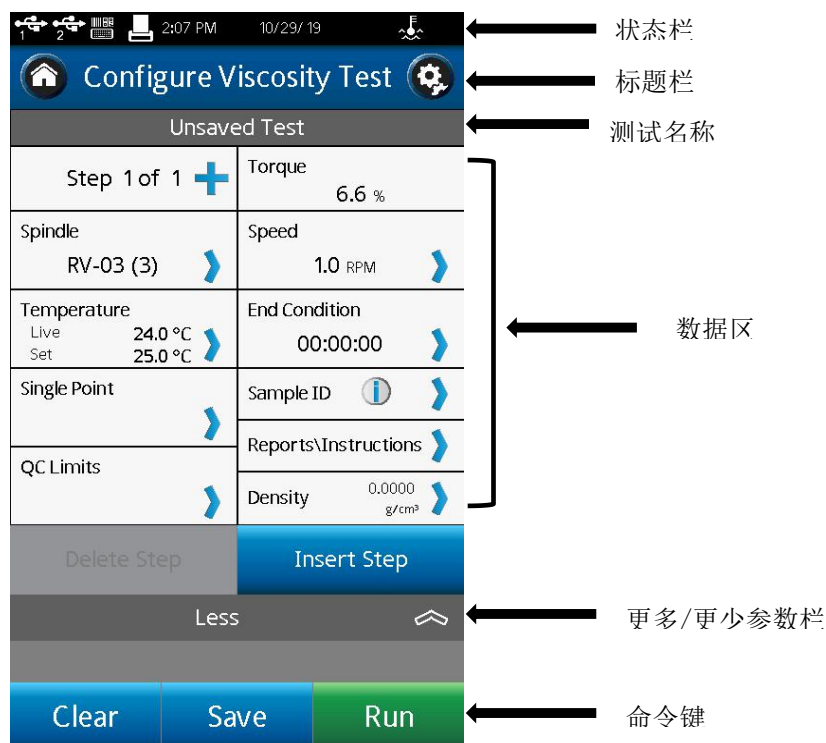 1 2 2:07 PM 10/29/19 状态栏
Configure Viscosity Test 标题栏
Unsaved Test 测试名称
Step 1 of 1 Torque
6.6 %
Spindle Speed
RV-03 (3) 1.0 RPM
Temperature End Condition
Live 24.0 °C 00:00:00 数据区
Set 25.0 °C
Single Point Sample ID i
Reports\Instructions
QC Limits
Density 0.0000
g/cm³
Delete Step Insert Step
Less 更多/更少参数栏
Clear Save Run 命令键